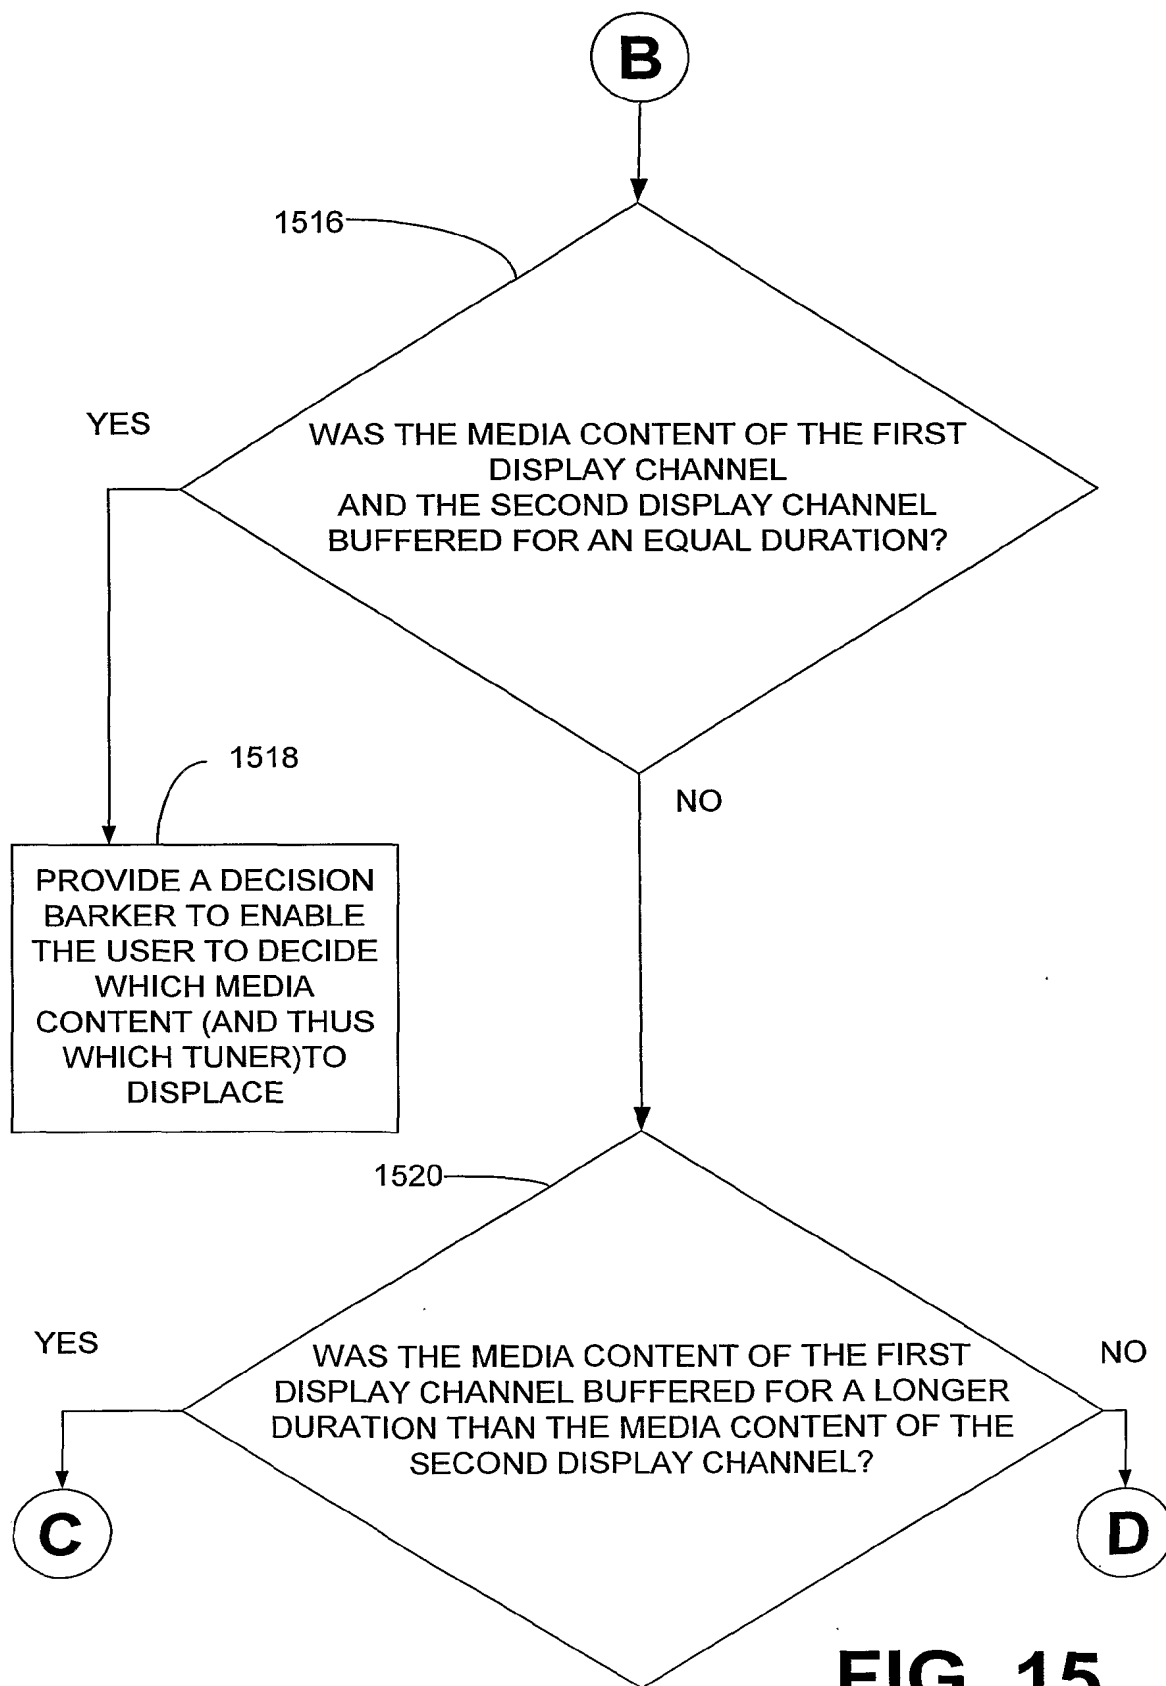 B
1516
YES
WAS THE MEDIA CONTENT OF THE FIRST
DISPLAY CHANNEL
AND THE SECOND DISPLAY CHANNEL
BUFFERED FOR AN EQUAL DURATION?
1518
NO
PROVIDE A DECISION
BARKER TO ENABLE
THE USER TO DECIDE
WHICH MEDIA
CONTENT (AND THUS
WHICH TUNER)TO
DISPLACE
1520
YES
NO
WAS THE MEDIA CONTENT OF THE FIRST
DISPLAY CHANNEL BUFFERED FOR A LONGER
DURATION THAN THE MEDIA CONTENT OF THE
SECOND DISPLAY CHANNEL?
C
D
FIG. 15